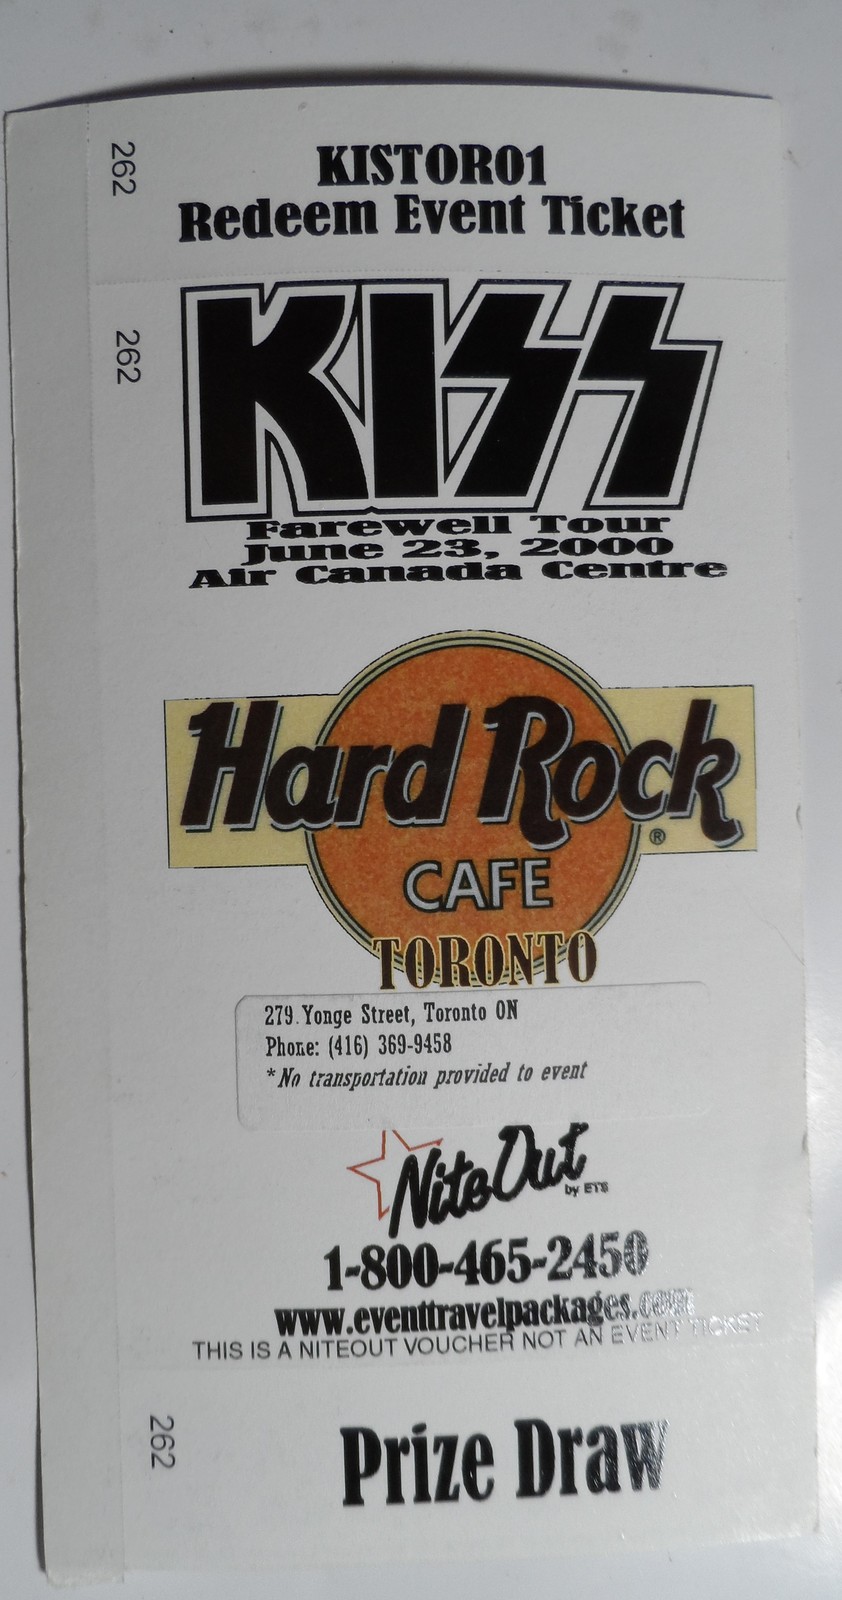 262
KISTOR01
Redeem Event Ticket
262
KISS
Farewell Tour
June 23, 2000
Air Canada Centre
Hard Rock ®
CAFE
TORONTO
279 Yonge Street, Toronto ON
Phone: (416) 369-9458
*No transportation provided to event
NiteOut
by ETS
1-800-465-2450
www.eventtravelpackages.com
THIS IS A NITEOUT VOUCHER NOT AN EVENT TICKET
262
Prize Draw